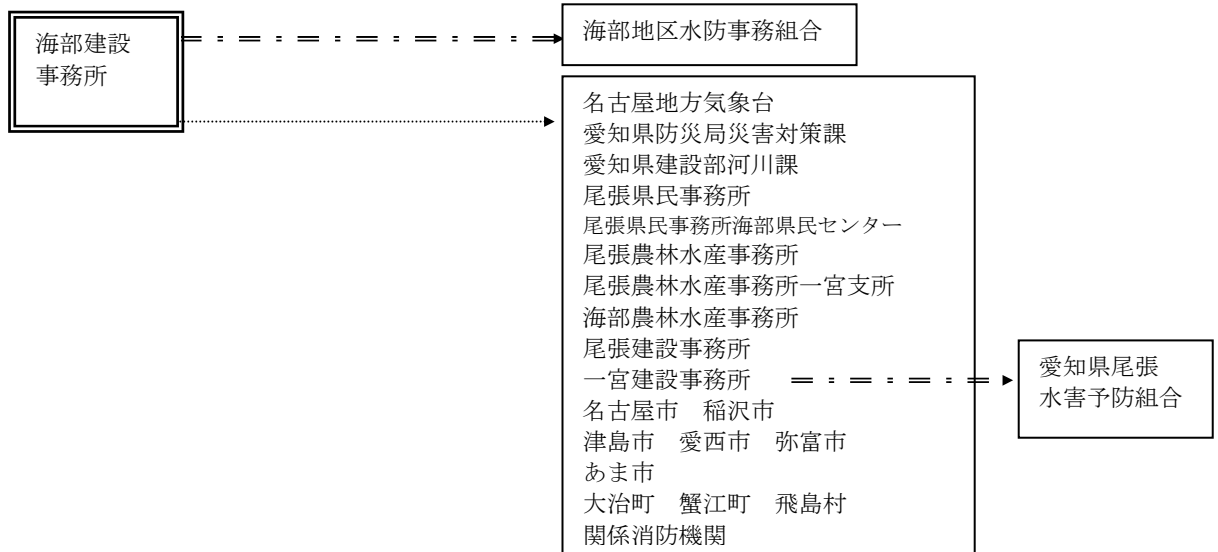 海部建設
事務所
海部地区水防事務組合
名古屋地方気象台
愛知県防災局災害対策課
愛知県建設部河川課
尾張県民事務所
尾張県民事務所海部県民センター
尾張農林水産事務所
尾張農林水産事務所一宮支所
海部農林水産事務所
尾張建設事務所
一宮建設事務所
名古屋市　稲沢市
津島市　愛西市　弥富市
あま市
大治町　蟹江町　飛島村
関係消防機関
愛知県尾張
水害予防組合